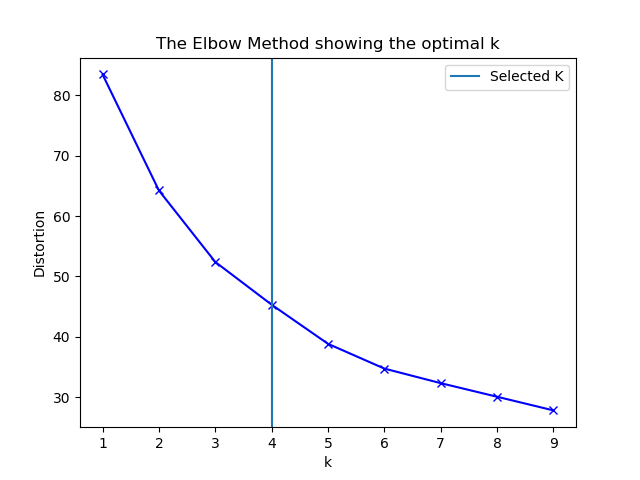 The Elbow Method showing the optimal k
Selected K
Distortion
80
70
60
50
40
30
1 2 3 4 5 6 7 8 9
k